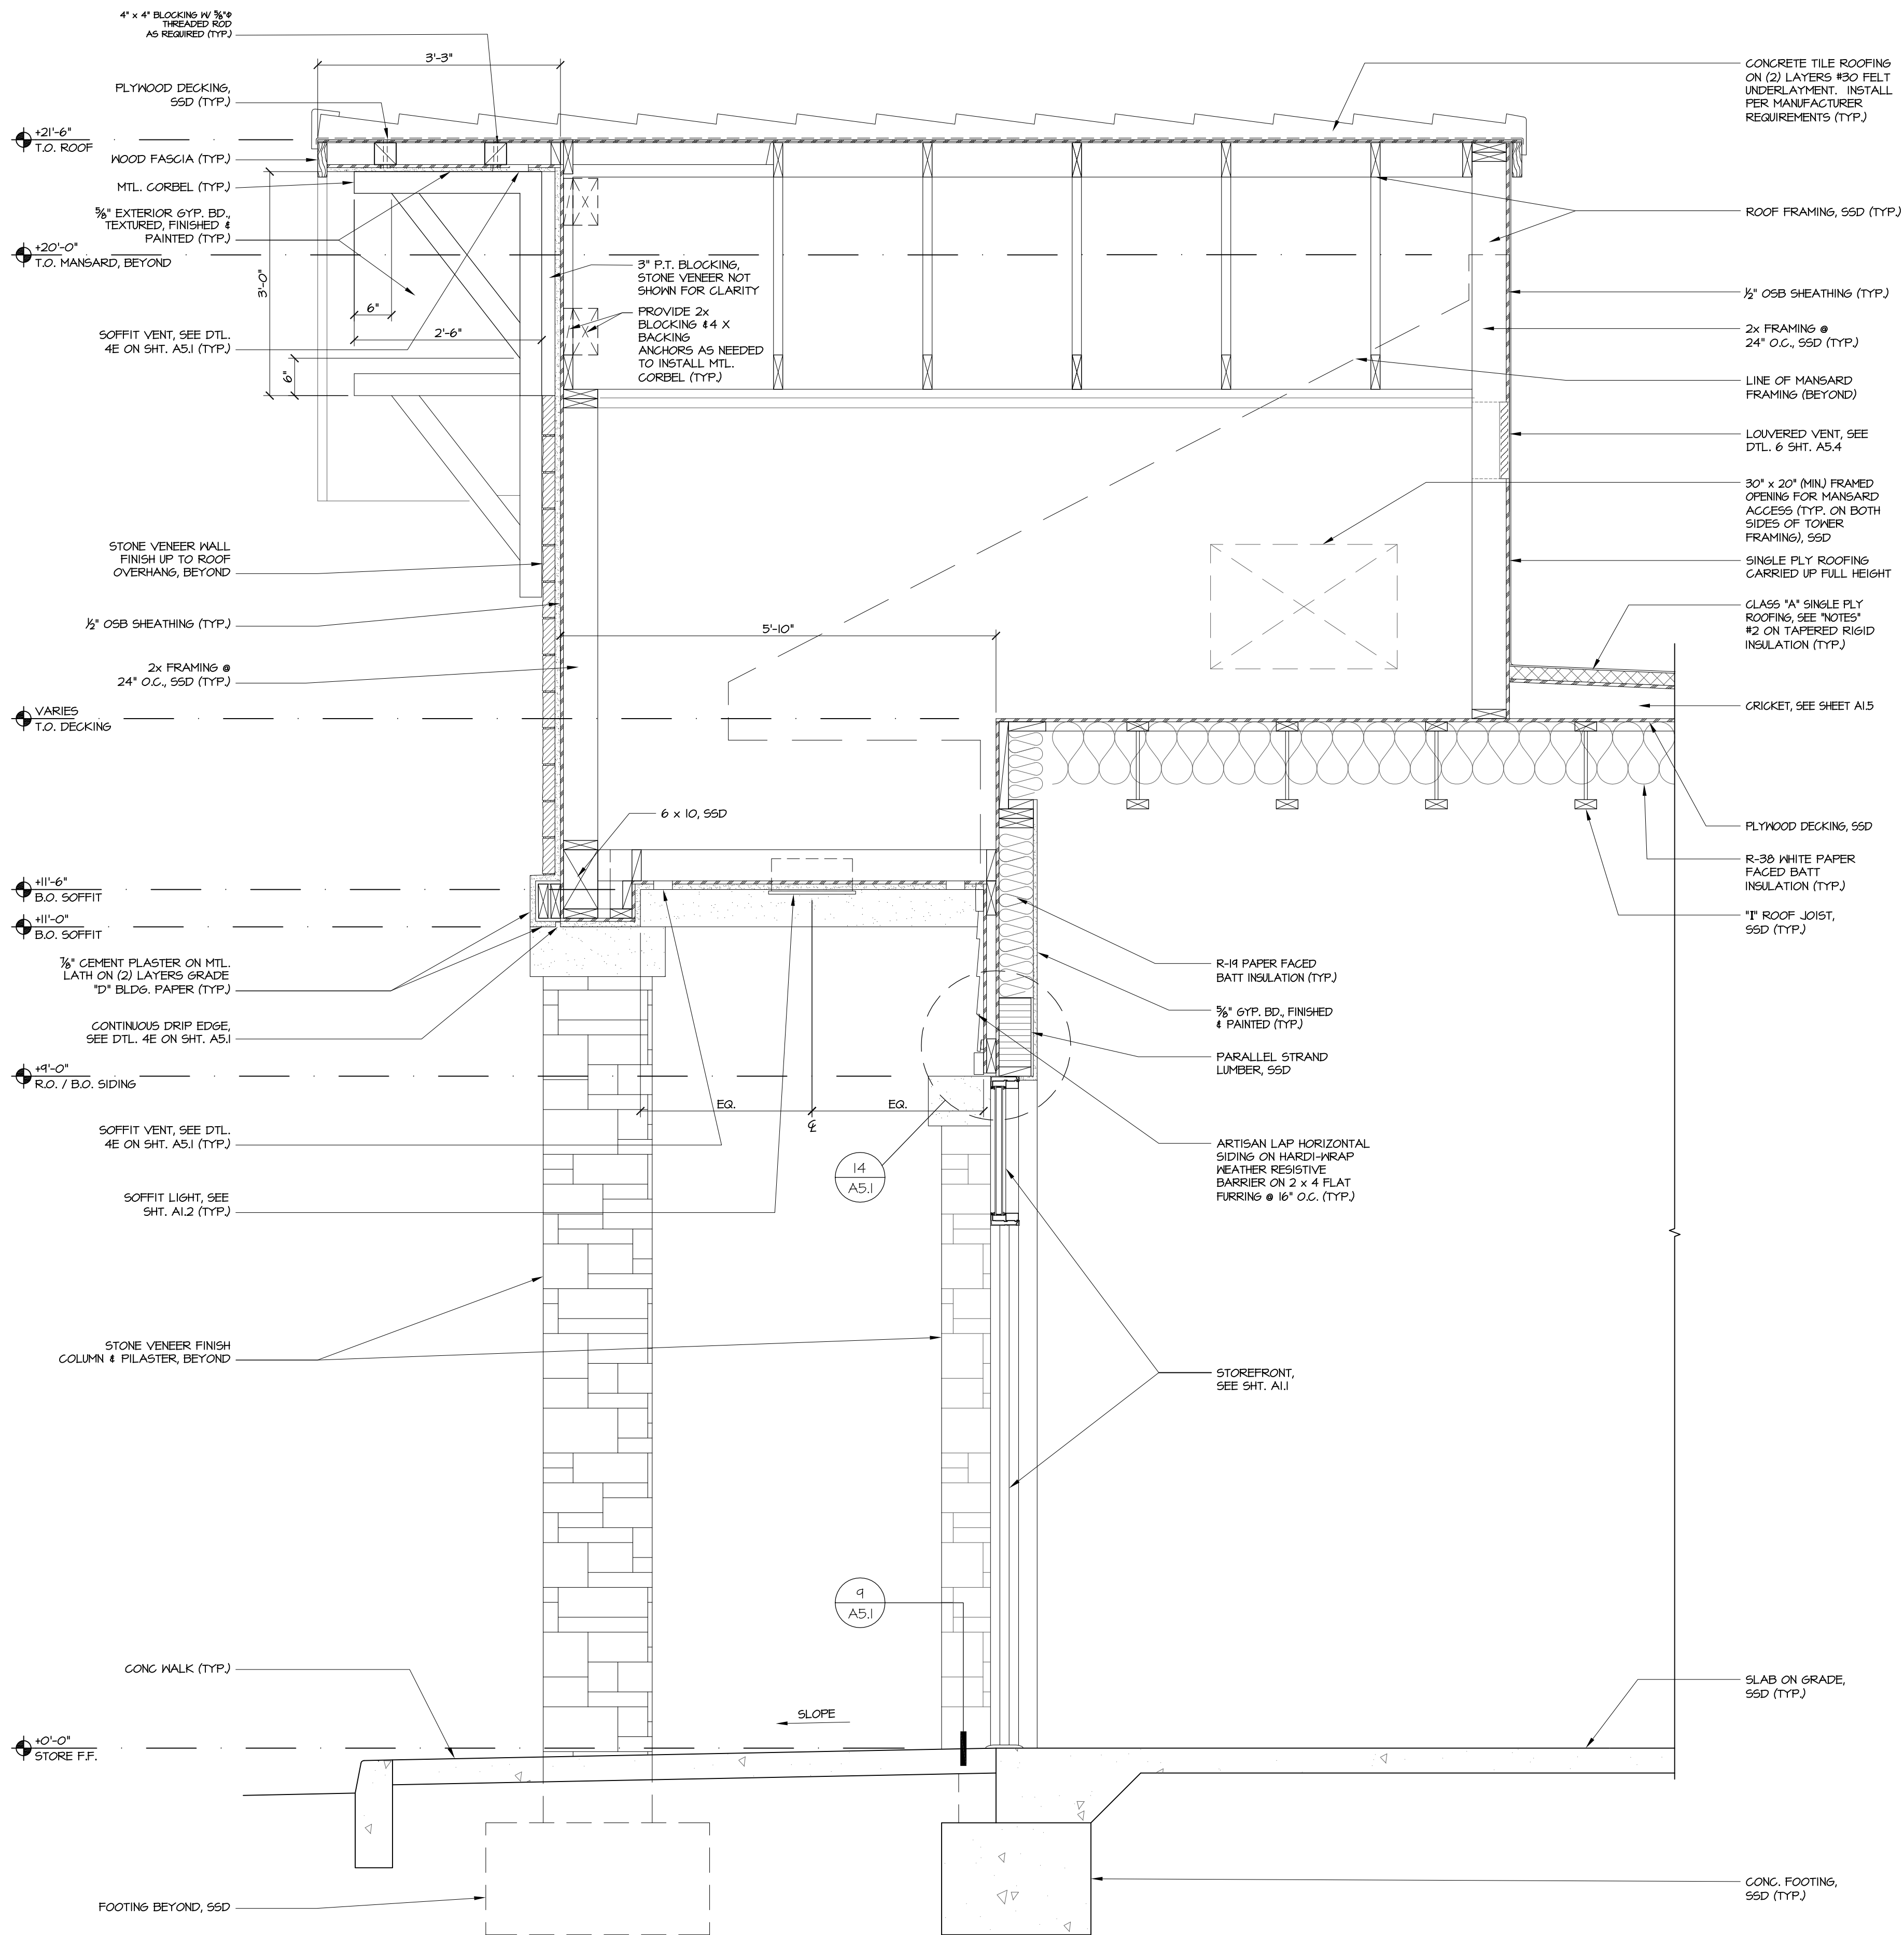 4" x 4" BLOCKING W/ ⅝"Φ
THREADED ROD
AS REQUIRED (TYP.)
3'-3"
PLYWOOD DECKING,
SSD (TYP.)
+21'-6"
T.O. ROOF
WOOD FASCIA (TYP.)
MTL. CORBEL (TYP.)
⅝" EXTERIOR GYP. BD.,
TEXTURED, FINISHED &
PAINTED (TYP.)
+20'-0"
T.O. MANSARD, BEYOND
3'-0"
6"
2'-6"
6"
SOFFIT VENT, SEE DTL.
4E ON SHT. A5.1 (TYP.)
3" P.T. BLOCKING,
STONE VENEER NOT
SHOWN FOR CLARITY
PROVIDE 2x
BLOCKING & 4 X
BACKING
ANCHORS AS NEEDED
TO INSTALL MTL.
CORBEL (TYP.)
STONE VENEER WALL
FINISH UP TO ROOF
OVERHANG, BEYOND
½" OSB SHEATHING (TYP.)
5'-10"
2x FRAMING @
24" O.C., SSD (TYP.)
VARIES
T.O. DECKING
6 x 10, SSD
+11'-6"
B.O. SOFFIT
+11'-0"
B.O. SOFFIT
⅞" CEMENT PLASTER ON MTL.
LATH ON (2) LAYERS GRADE
"D" BLDG. PAPER (TYP.)
CONTINUOUS DRIP EDGE,
SEE DTL. 4E ON SHT. A5.1
+9'-0"
R.O. / B.O. SIDING
EQ.
EQ.
℄
SOFFIT VENT, SEE DTL.
4E ON SHT. A5.1 (TYP.)
14
A5.1
SOFFIT LIGHT, SEE
SHT. A1.2 (TYP.)
STONE VENEER FINISH
COLUMN & PILASTER, BEYOND
9
A5.1
CONC WALK (TYP.)
SLOPE
+0'-0"
STORE F.F.
FOOTING BEYOND, SSD
R-19 PAPER FACED
BATT INSULATION (TYP.)
⅝" GYP. BD., FINISHED
& PAINTED (TYP.)
PARALLEL STRAND
LUMBER, SSD
ARTISAN LAP HORIZONTAL
SIDING ON HARDI-WRAP
WEATHER RESISTIVE
BARRIER ON 2 x 4 FLAT
FURRING @ 16" O.C. (TYP.)
STOREFRONT,
SEE SHT. A1.1
CONCRETE TILE ROOFING
ON (2) LAYERS #30 FELT
UNDERLAYMENT. INSTALL
PER MANUFACTURER
REQUIREMENTS (TYP.)
ROOF FRAMING, SSD (TYP.)
½" OSB SHEATHING (TYP.)
2x FRAMING @
24" O.C., SSD (TYP.)
LINE OF MANSARD
FRAMING (BEYOND)
LOUVERED VENT, SEE
DTL. 6 SHT. A5.4
30" x 20" (MIN.) FRAMED
OPENING FOR MANSARD
ACCESS (TYP. ON BOTH
SIDES OF TOWER
FRAMING), SSD
SINGLE PLY ROOFING
CARRIED UP FULL HEIGHT
CLASS "A" SINGLE PLY
ROOFING, SEE "NOTES"
#2 ON TAPERED RIGID
INSULATION (TYP.)
CRICKET, SEE SHEET A1.5
PLYWOOD DECKING, SSD
R-38 WHITE PAPER
FACED BATT
INSULATION (TYP.)
"I" ROOF JOIST,
SSD (TYP.)
SLAB ON GRADE,
SSD (TYP.)
CONC. FOOTING,
SSD (TYP.)